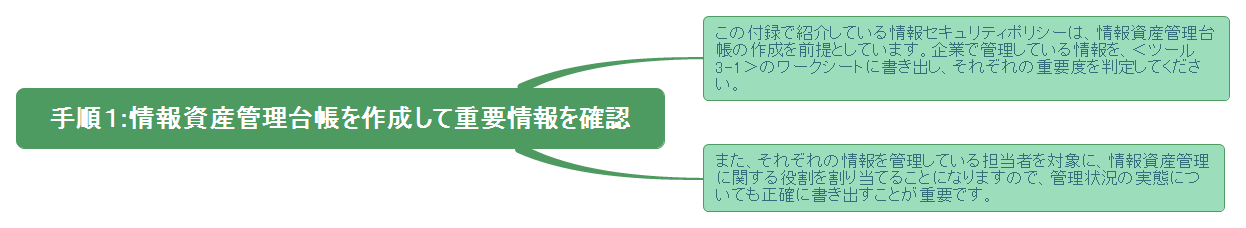 手順１:情報資産管理台帳を作成して重要情報を確認
この付録で紹介している情報セキュリティポリシーは、情報資産管理台
帳の作成を前提としています。企業で管理している情報を、＜ツール
3-1＞のワークシートに書き出し、それぞれの重要度を判定してくださ
い。
また、それぞれの情報を管理している担当者を対象に、情報資産管理
に関する役割を割り当てることになりますので、管理状況の実態につ
いても正確に書き出すことが重要です。